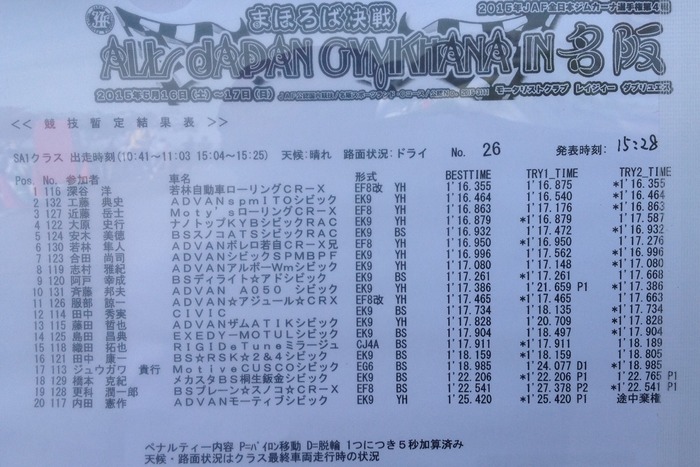 まほろば決戦
2015年JAF全日本ジムカーナ選手権第4戦
ALL JAPAN GYMKHANA IN 名阪
2015年5月16日(土)～17日(日)
モータリストクラブ レイジィー ダブリュエス
<< 競技暫定結果表 >>
SA1クラス 出走時刻(10:41～11:03 15:04～15:25) 天候:晴れ 路面状況:ドライ No. 26 発表時刻: 15:28
Pos. No. 参加者 車名 形式 BESTTIME TRY1_TIME TRY2_TIME
1 116 深谷 洋 若林自動車ローリングCR-X EF8改 YH 1'16.355 1'16.875 *1'16.355
2 132 工藤 典史 ADVANspmITOシビック EK9 YH 1'16.464 1'16.540 *1'16.464
3 127 近藤 岳士 Moty'sローリングCR-X EF8 YH 1'16.863 1'17.176 *1'16.863
4 122 大原 史行 ナノトップKYBシビックRAC EK9 YH 1'16.879 *1'16.879 1'17.587
5 124 安木 美徳 BSスノコATSシビックRAC EK9 BS 1'16.932 1'17.472 *1'16.932
6 130 若林 隼人 ADVANボレロ若自CR-X兄 EF8 YH 1'16.950 *1'16.950 1'17.276
7 123 合田 尚司 ADVANシビックSPMBPF EK9 YH 1'16.996 1'17.562 *1'16.996
8 119 志村 雅紀 ADVANアルボーWmシビック EK9 YH 1'17.080 1'17.148 *1'17.080
9 120 阿戸 幸成 BSディライト☆アドシビック EK9 BS 1'17.261 *1'17.261 1'17.668
10 131 斉藤 邦夫 ADVAN A050 シビック EK9 YH 1'17.386 1'21.659 P1 *1'17.386
11 126 服部 諒一 ADVAN☆アジュール☆CRX EF8改 YH 1'17.465 *1'17.465 1'17.663
12 114 田中 秀実 CIVIC EK9 BS 1'17.734 1'18.135 *1'17.734
13 115 藤田 哲也 ADVANザムATIKシビック EK9 YH 1'17.828 1'20.709 *1'17.828
14 125 島田 昌典 EXEDY-MOTULシビック EK9 BS 1'17.904 1'18.497 *1'17.904
15 118 織田 拓也 RIGIDeTuneミラージュ CJ4A BS 1'17.911 *1'17.911 1'18.189
16 121 田中 康一 BS☆RSK☆2&4シビック EK9 BS 1'18.159 *1'18.159 1'18.805
17 113 ジュウカワ 貴行 MotiveCUSCOシビック EG6 BS 1'18.985 1'24.077 D1 *1'18.985
18 129 橋本 克紀 メカスタBS桐生鈑金シビック EK9 BS 1'22.206 *1'22.206 P1 1'22.765 P1
19 128 更科 潤一郎 BSブレーン☆スノコ☆CR-X EF8 BS 1'22.541 1'27.378 P2 *1'22.541 P1
20 117 内田 憲作 ADVANモーティブシビック EK9 YH 1'25.420 *1'25.420 P1 途中棄権
ペナルティー内容 P=パイロン移動 D=脱輪 1つにつき5秒加算済み
天候・路面状況はクラス最終車両走行時の状況